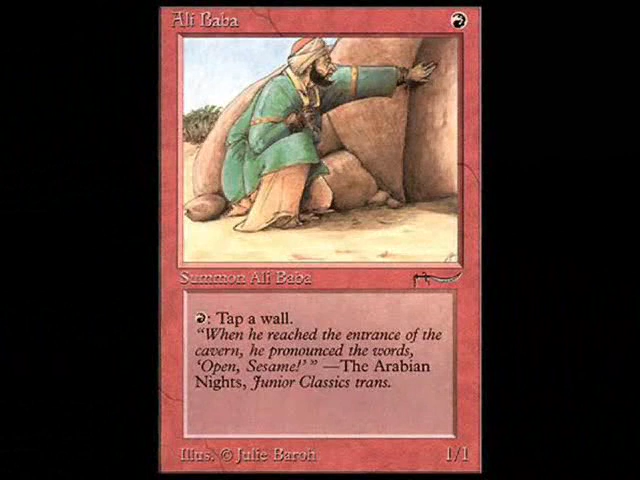 Ali Baba
Summon Ali Baba
: Tap a wall.
“When he reached the entrance of the
cavern, he pronounced the words,
‘Open, Sesame!’ ” —The Arabian
Nights, Junior Classics trans.
Illus. © Julie Baroh 1/1